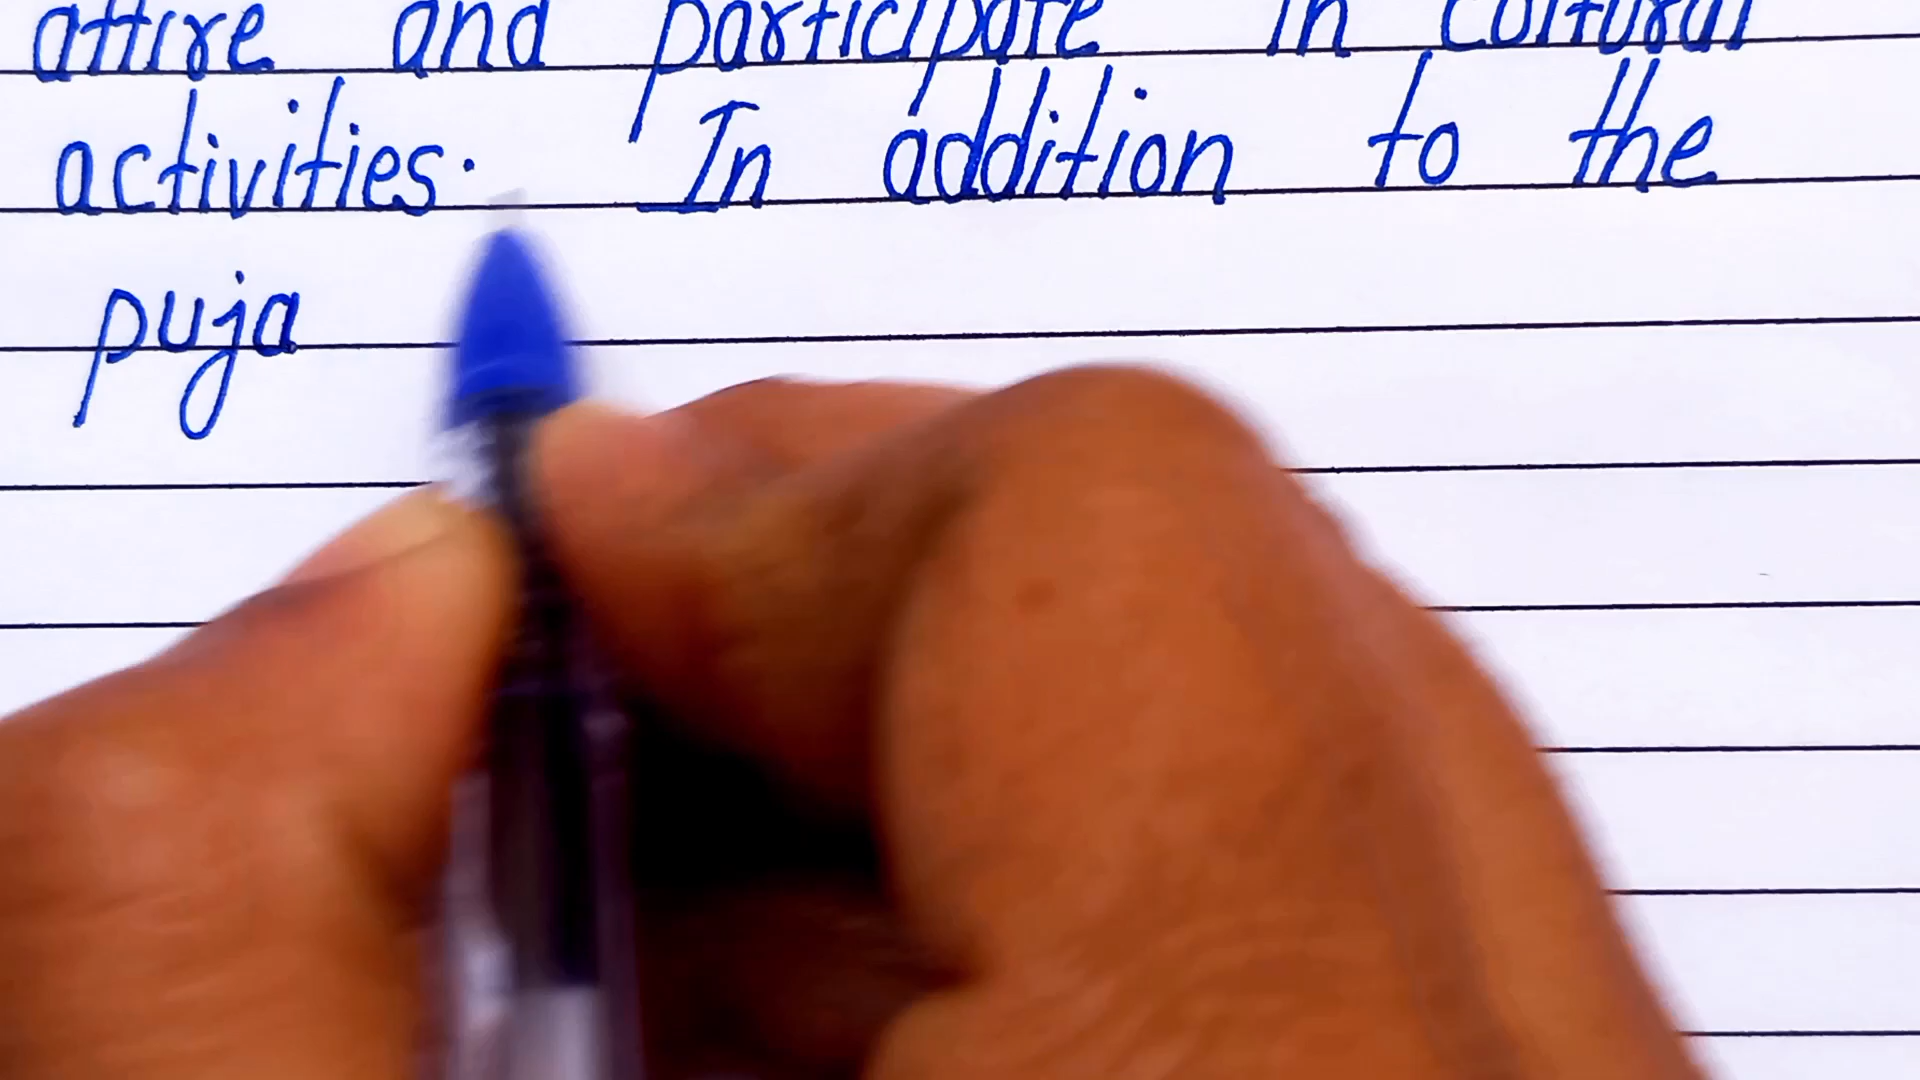 attire and participate in cultural
activities. In addition to the
puja